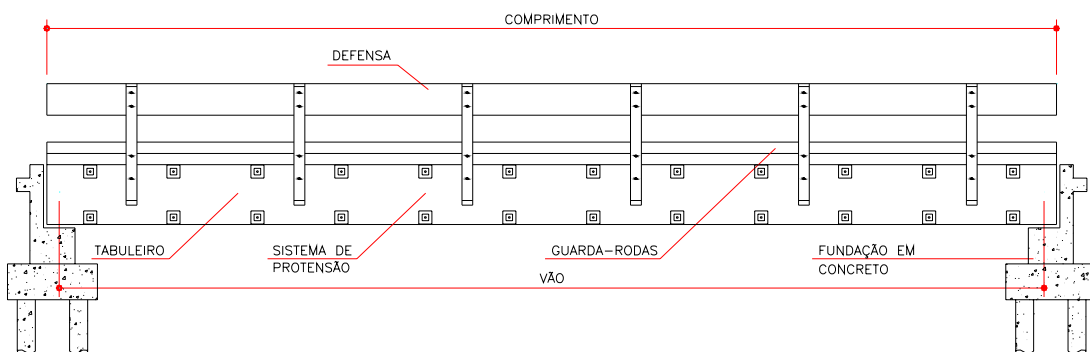 COMPRIMENTO
DEFENSA
TABULEIRO
SISTEMA DE
PROTENSÃO
GUARDA-RODAS
FUNDAÇÃO EM
CONCRETO
VÃO